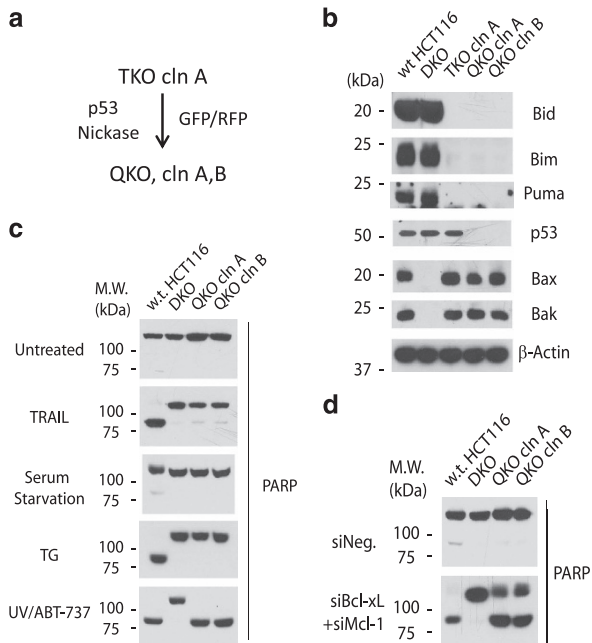 a
TKO cln A
p53
Nickase
GFP/RFP
QKO, cln A,B
b
(kDa)
wt HCT116
DKO
TKO cln A
QKO cln A
QKO cln B
20 - Bid
25 - Bim
25 - Puma
50 - p53
20 - Bax
25 - Bak
β-Actin
37 -
c
M.W.
(kDa)
w.t. HCT116
DKO
QKO cln A
QKO cln B
Untreated
100 -
75 -
TRAIL
100 -
75 -
Serum
Starvation
100 -
75 -
TG
100 -
75 -
UV/ABT-737
100 -
75 -
PARP
d
M.W.
(kDa)
w.t. HCT116
DKO
QKO cln A
QKO cln B
siNeg.
100 -
75 -
siBcl-xL
+siMcl-1
100 -
75 -
PARP